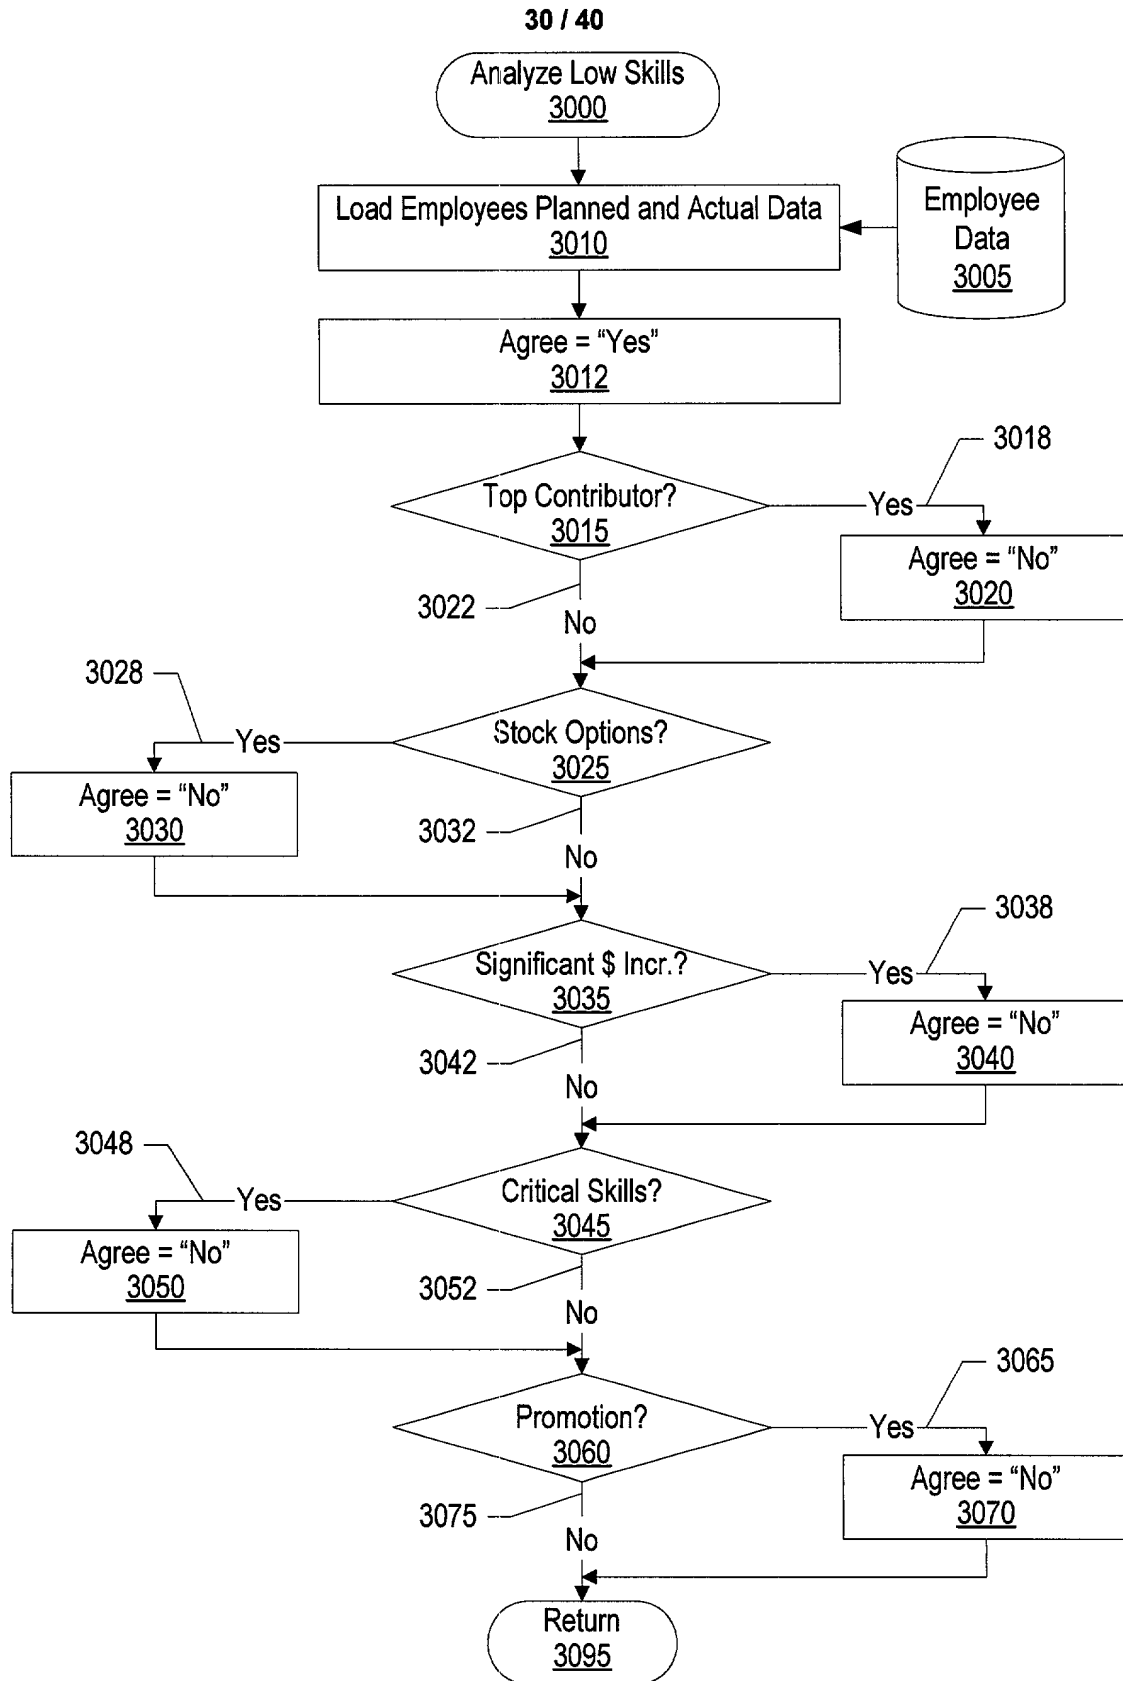 30 / 40
Analyze Low Skills
3000
Load Employees Planned and Actual Data
3010
Employee
Data
3005
Agree = “Yes”
3012
3018
Top Contributor?
3015
Yes
Agree = “No”
3020
3022
No
3028
Stock Options?
3025
Yes
Agree = “No”
3030
3032
No
3038
Significant $ Incr.?
3035
Yes
Agree = “No”
3040
3042
No
3048
Critical Skills?
3045
Yes
Agree = “No”
3050
3052
No
3065
Promotion?
3060
Yes
Agree = “No”
3070
3075
No
Return
3095